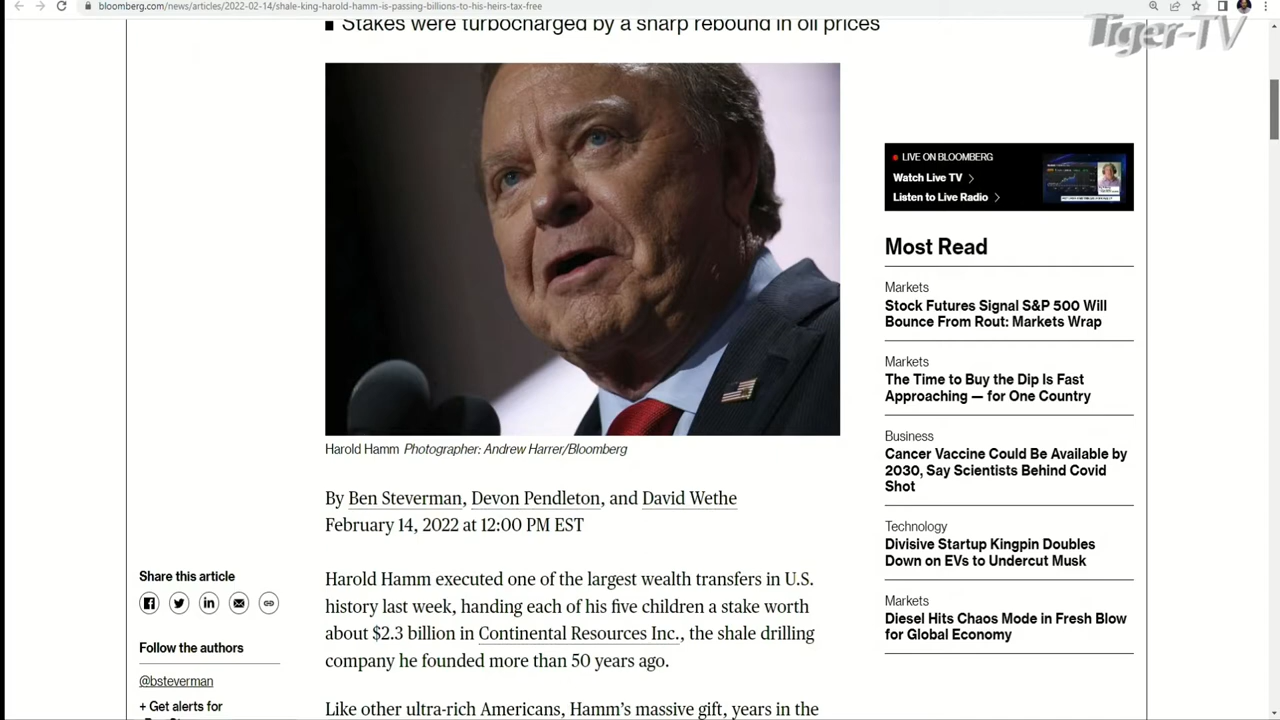 bloomberg.com/news/articles/2022-02-14/shale-king-harold-hamm-is-passing-billions-to-his-heirs-tax-free
Tiger-TV
■ Stakes were turbocharged by a sharp rebound in oil prices
Harold Hamm Photographer: Andrew Harrer/Bloomberg
By Ben Steverman, Devon Pendleton, and David Wethe
February 14, 2022 at 12:00 PM EST
Share this article
Follow the authors
@bsteverman
+ Get alerts for
Harold Hamm executed one of the largest wealth transfers in U.S.
history last week, handing each of his five children a stake worth
about $2.3 billion in Continental Resources Inc., the shale drilling
company he founded more than 50 years ago.
Like other ultra-rich Americans, Hamm's massive gift, years in the
LIVE ON BLOOMBERG
Watch Live TV
Listen to Live Radio
Most Read
Markets
Stock Futures Signal S&P 500 Will
Bounce From Rout: Markets Wrap
Markets
The Time to Buy the Dip Is Fast
Approaching — for One Country
Business
Cancer Vaccine Could Be Available by
2030, Say Scientists Behind Covid
Shot
Technology
Divisive Startup Kingpin Doubles
Down on EVs to Undercut Musk
Markets
Diesel Hits Chaos Mode in Fresh Blow
for Global Economy